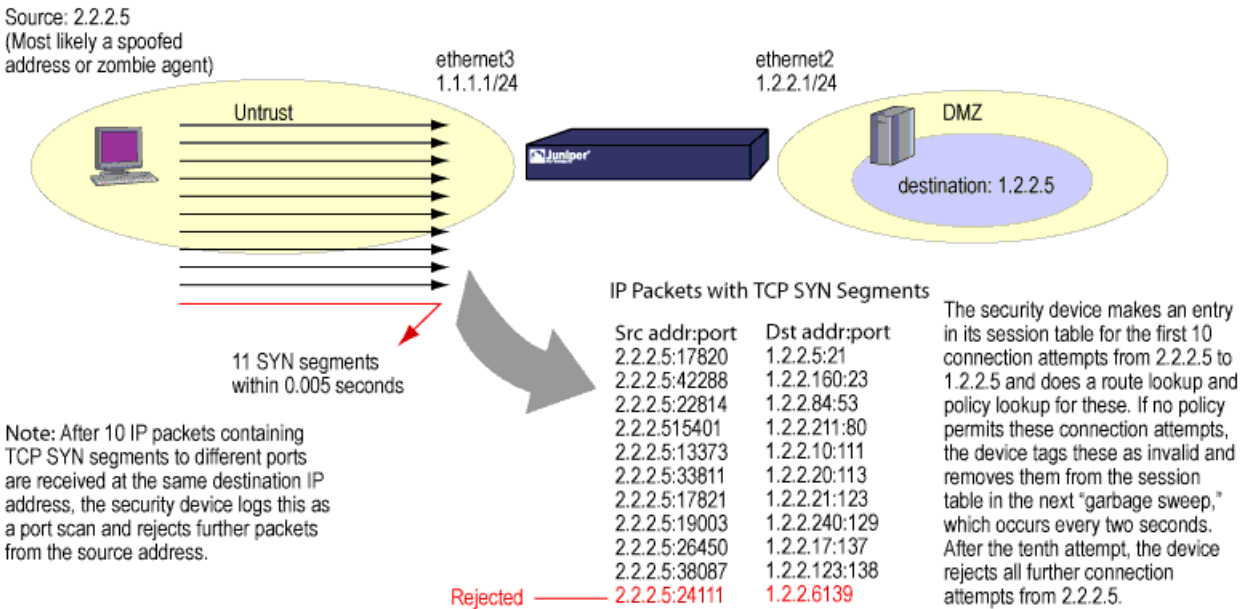 Source: 2.2.2.5
(Most likely a spoofed
address or zombie agent)
ethernet3
1.1.1.1/24
ethernet2
1.2.2.1/24
Untrust
DMZ
Juniper
destination: 1.2.2.5
11 SYN segments
within 0.005 seconds
Note: After 10 IP packets containing
TCP SYN segments to different ports
are received at the same destination IP
address, the security device logs this as
a port scan and rejects further packets
from the source address.
IP Packets with TCP SYN Segments
Src addr:port Dst addr:port
2.2.2.5:17820 1.2.2.5:21
2.2.2.5:42288 1.2.2.160:23
2.2.2.5:22814 1.2.2.84:53
2.2.2.515401 1.2.2.211:80
2.2.2.5:13373 1.2.2.10:111
2.2.2.5:33811 1.2.2.20:113
2.2.2.5:17821 1.2.2.21:123
2.2.2.5:19003 1.2.2.240:129
2.2.2.5:26450 1.2.2.17:137
2.2.2.5:38087 1.2.2.123:138
Rejected 2.2.2.5:24111 1.2.2.6139
The security device makes an entry
in its session table for the first 10
connection attempts from 2.2.2.5 to
1.2.2.5 and does a route lookup and
policy lookup for these. If no policy
permits these connection attempts,
the device tags these as invalid and
removes them from the session
table in the next “garbage sweep,”
which occurs every two seconds.
After the tenth attempt, the device
rejects all further connection
attempts from 2.2.2.5.